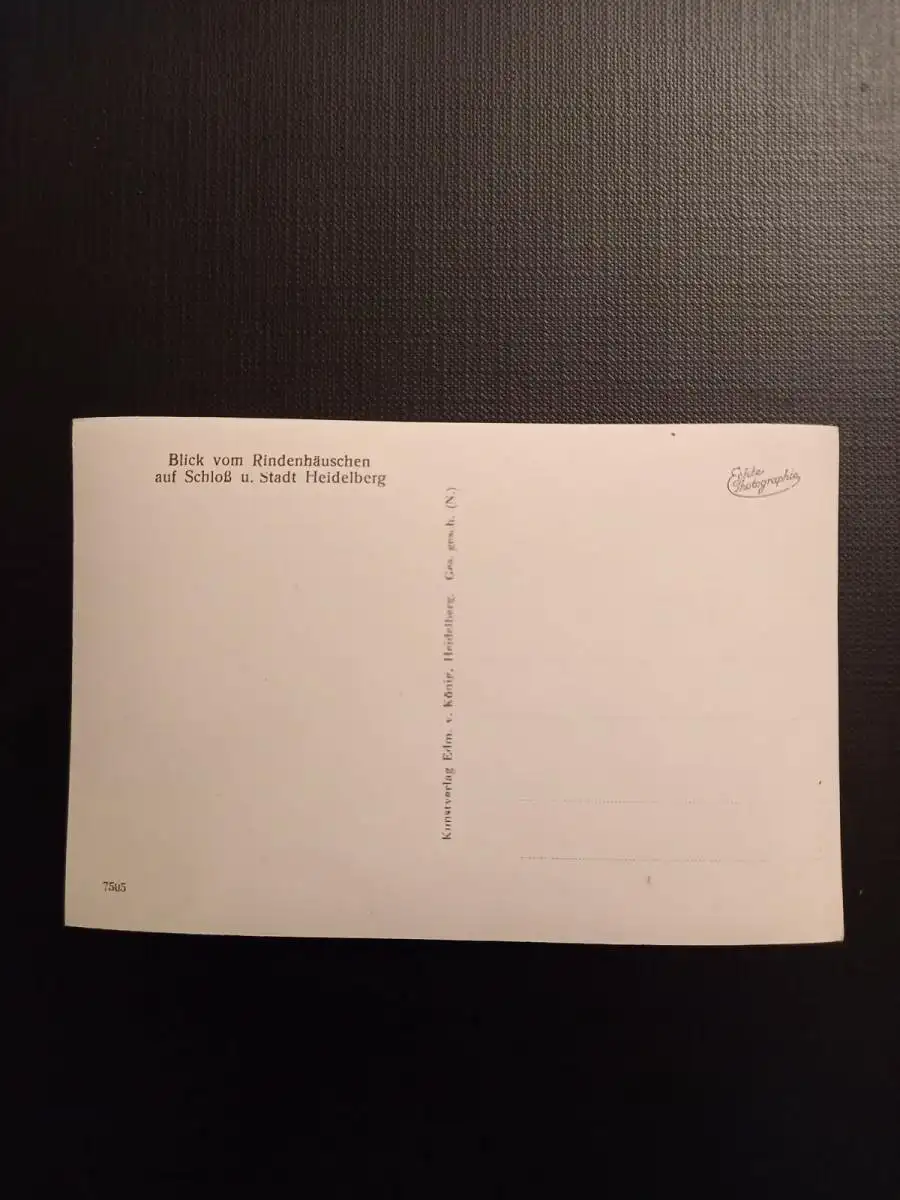 Blick vom Rindenhäuschen
auf Schloß u. Stadt Heidelberg
Echte
Photographie
Kunstverlag Edm. v. König, Heidelberg. Ges. gesch. (N.)
7505